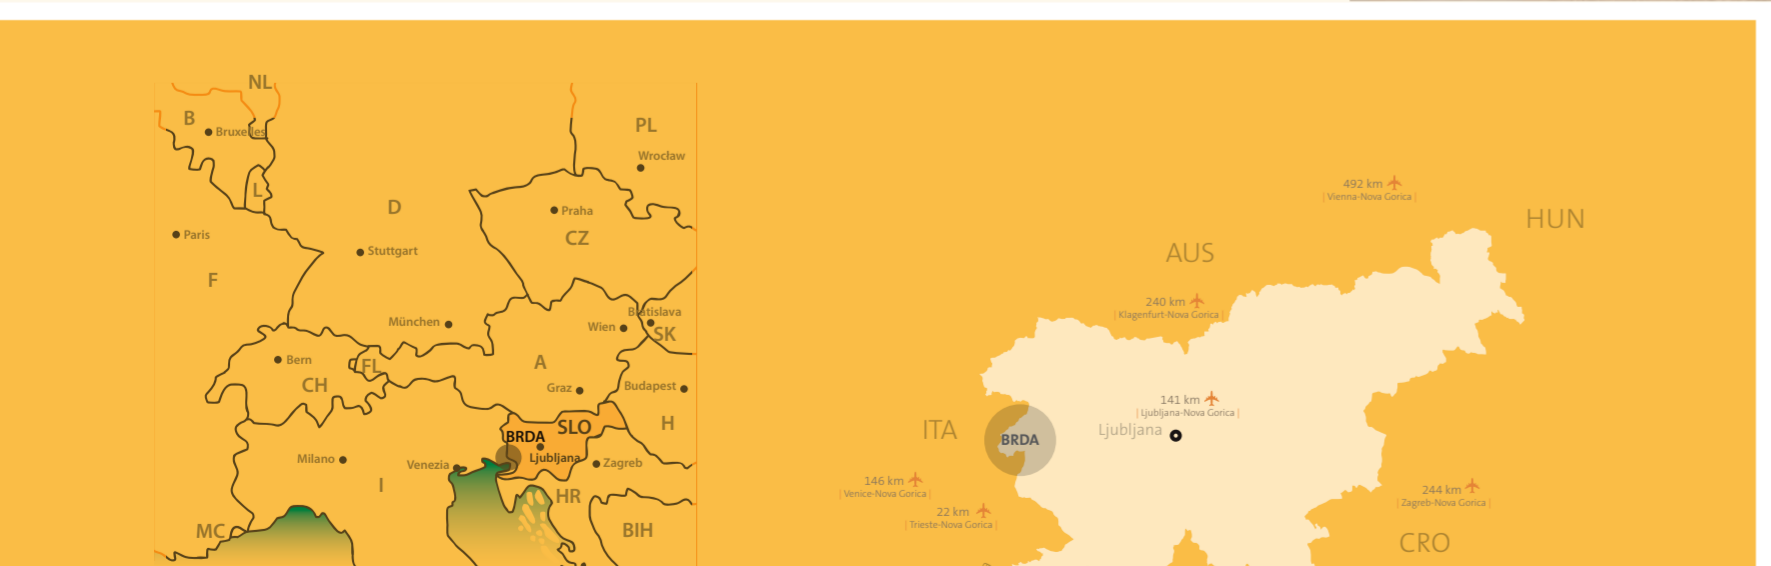 NL
B
Bruxelles
PL
Wrocław
L
D
Praha
CZ
Paris
Stuttgart
F
München
Bratislava
Wien
SK
Bern
FL
A
CH
Graz
Budapest
BRDA
SLO
H
Ljubljana
Milano
Venezia
Zagreb
I
HR
MC
BIH
492 km
| Vienna-Nova Gorica |
HUN
AUS
240 km
| Klagenfurt-Nova Gorica |
141 km
| Ljubljana-Nova Gorica |
ITA
BRDA
Ljubljana
146 km
| Venice-Nova Gorica |
244 km
| Zagreb-Nova Gorica |
22 km
| Trieste-Nova Gorica |
CRO